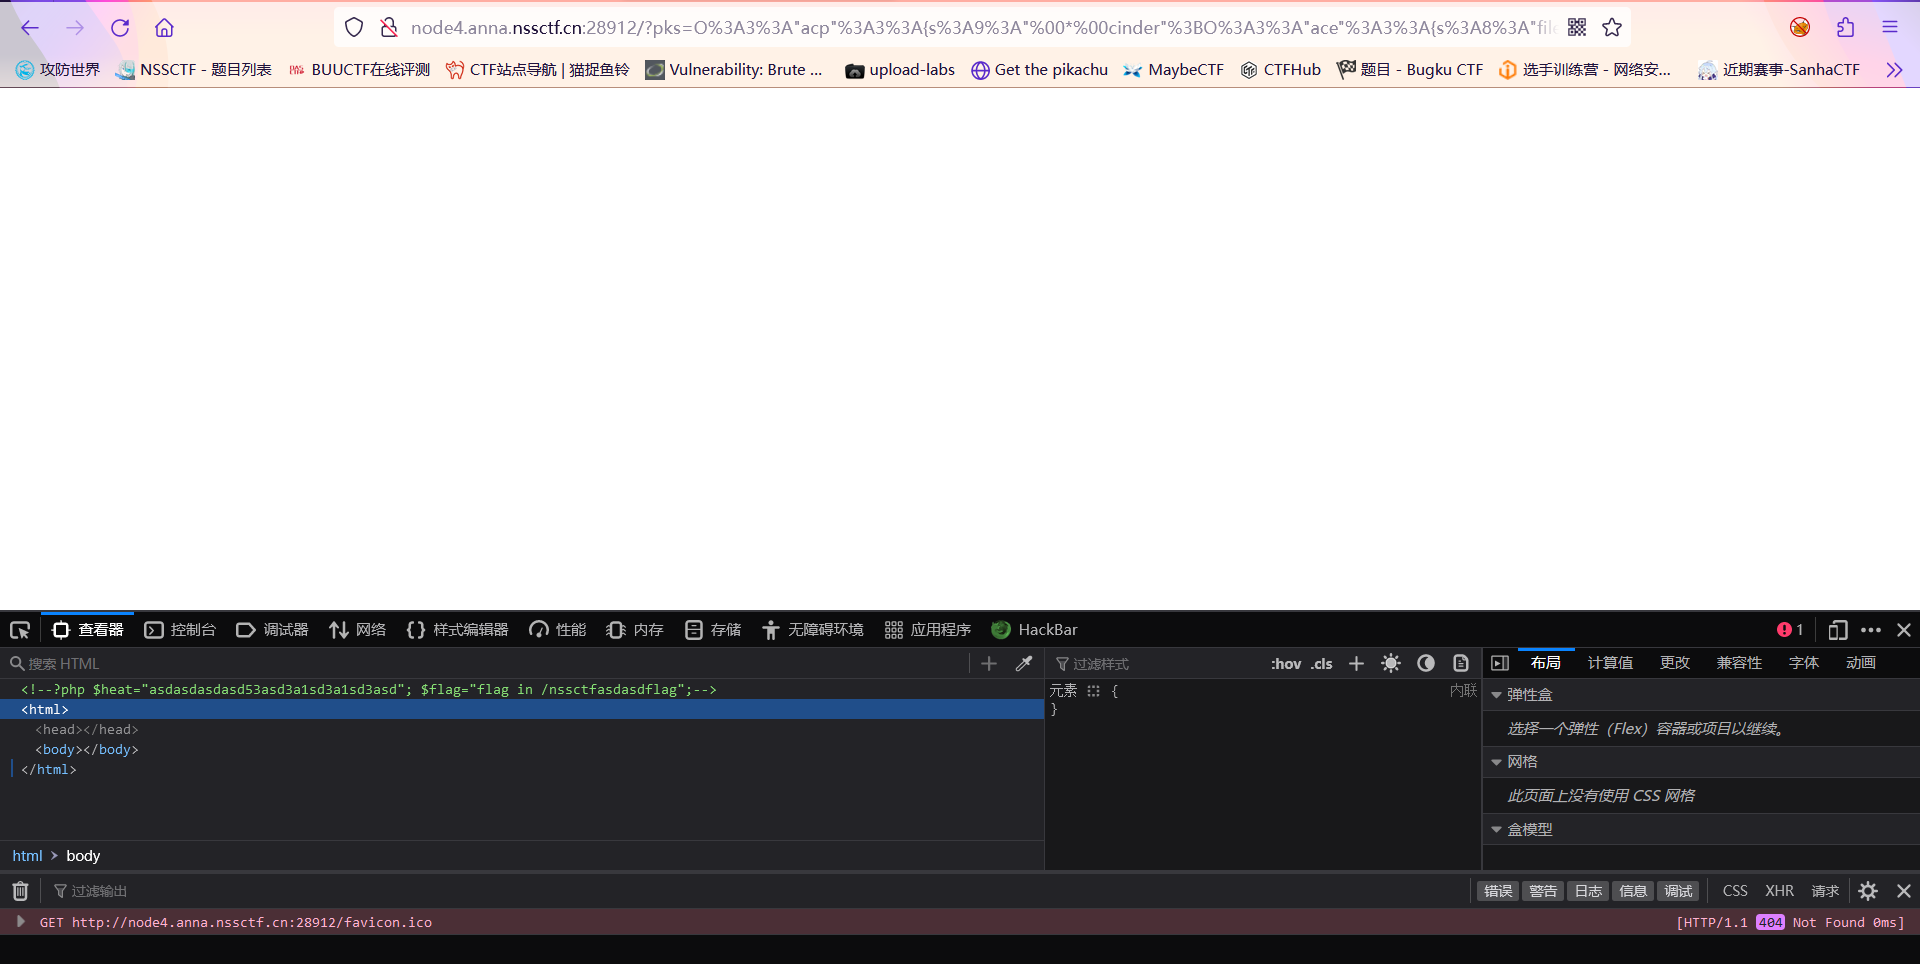 node4.anna.nssctf.cn:28912/?pks=O%3A3%3A"acp"%3A3%3A{s%3A9%3A"%00*%00cinder"%3BO%3A3%3A"ace"%3A3%3A{s%3A8%3A"file
攻防世界 NSSCTF - 题目列表 BUUCTF在线评测 CTF站点导航 | 猫捉鱼铃 Vulnerability: Brute ... upload-labs Get the pikachu MaybeCTF CTFHub 题目 - Bugku CTF 选手训练营 - 网络安... 近期赛事-SanhaCTF
查看器 控制台 调试器 网络 样式编辑器 性能 内存 存储 无障碍环境 应用程序 HackBar 1
搜索 HTML
<!--?php $heat="asdasdasdasd53asd3a1sd3a1sd3asd"; $flag="flag in /nssctfasdasdflag";-->
<html>
<head></head>
<body></body>
</html>
html > body
过滤样式 :hov .cls
元素 { 内联
}
布局 计算值 更改 兼容性 字体 动画
弹性盒
选择一个弹性（Flex）容器或项目以继续。
网格
此页面上没有使用 CSS 网格
盒模型
过滤输出 错误 警告 日志 信息 调试 CSS XHR 请求
GET http://node4.anna.nssctf.cn:28912/favicon.ico [HTTP/1.1 404 Not Found 0ms]